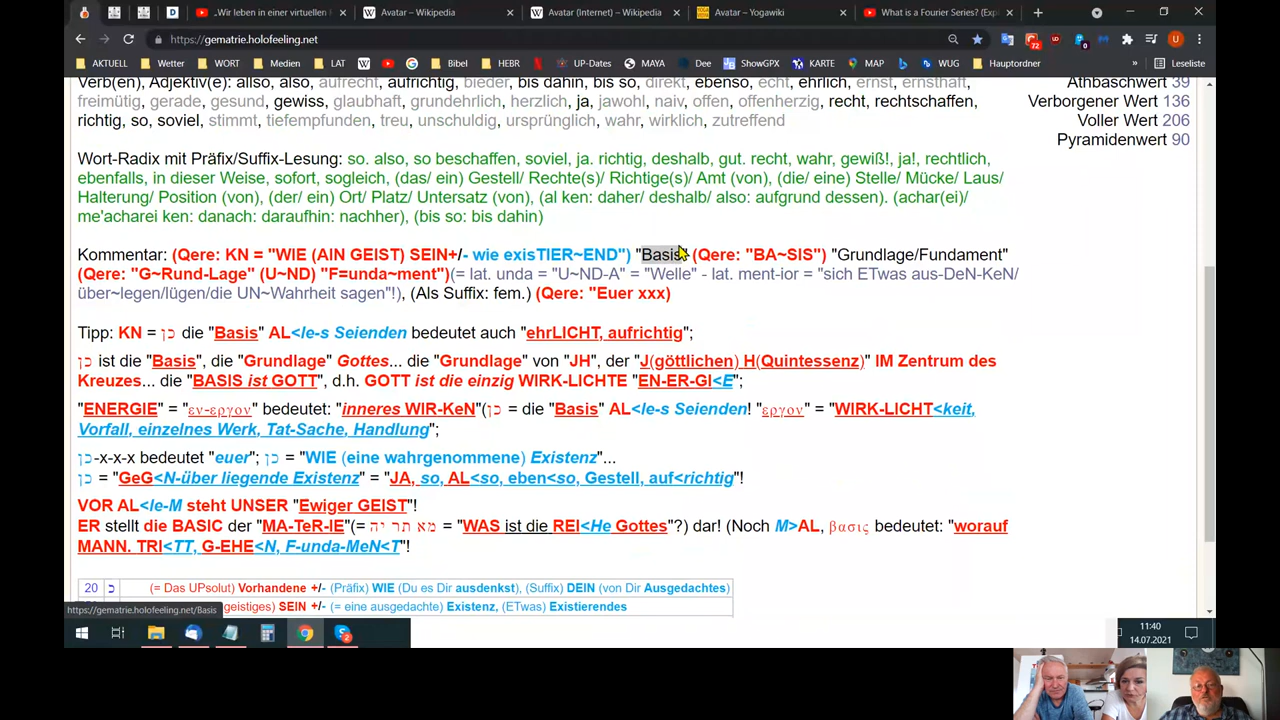 „Wir leben in einer virtuellen
Avatar – Wikipedia
Avatar (Internet) – Wikipedia
Avatar – Yogawiki
What is a Fourier Series? (Exp
https://gematrie.holofeeling.net
72
0
U
AKTUELL
Wetter
WORT
Medien
LAT
Bibel
HEBR
UP-Dates
MAYA
Dee
ShowGPX
MAP
WUG
Hauptordner
»
Leseliste
Verb(en), Adjektiv(e): allso, also, aufrecht, aufrichtig, bieder, bis dahin, bis so, direkt, ebenso, echt, ehrlich, ernst, ernsthaft,
freimütig, gerade, gesund, gewiss, glaubhaft, grundehrlich, herzlich, ja, jawohl, naiv, offen, offenherzig, recht, rechtschaffen,
richtig, so, soviel, stimmt, tiefempfunden, treu, unschuldig, ursprünglich, wahr, wirklich, zutreffend
Athbaschwert 39
Verborgener Wert 136
Voller Wert 206
Pyramidenwert 90
Wort-Radix mit Präfix/Suffix-Lesung: so. also, so beschaffen, soviel, ja. richtig, deshalb, gut. recht, wahr, gewiß!, ja!, rechtlich,
ebenfalls, in dieser Weise, sofort, sogleich, (das/ ein) Gestell/ Rechte(s)/ Richtige(s)/ Amt (von), (die/ eine) Stelle/ Mücke/ Laus/
Halterung/ Position (von), (der/ ein) Ort/ Platz/ Untersatz (von), (al ken: daher/ deshalb/ also: aufgrund dessen). (achar(ei)/
me'acharei ken: danach: daraufhin: nachher), (bis so: bis dahin)
Kommentar: (Qere: KN = "WIE (AIN GEIST) SEIN+/- wie exisTIER~END") "Basis" (Qere: "BA~SIS") "Grundlage/Fundament"
(Qere: "G~Rund-Lage" (U~ND) "F=unda~ment")(= lat. unda = "U~ND-A" = "Welle" - lat. ment-ior = "sich ETwas aus-DeN-KeN/
über~legen/lügen/die UN~Wahrheit sagen"!), (Als Suffix: fem.) (Qere: "Euer xxx)
Tipp: KN = כן die "Basis" AL<le-s Seienden bedeutet auch "ehrLICHT, aufrichtig";
כן ist die "Basis", die "Grundlage" Gottes... die "Grundlage" von "JH", der "J(göttlichen) H(Quintessenz)" IM Zentrum des
Kreuzes... die "BASIS ist GOTT", d.h. GOTT ist die einzig WIRK-LICHTE "EN-ER-GI<E";
"ENERGIE" = "εν-εργον" bedeutet: "inneres WIR-KeN"(כן = die "Basis" AL<le-s Seienden! "εργον" = "WIRK-LICHT<keit,
Vorfall, einzelnes Werk, Tat-Sache, Handlung";
כן-x-x-x bedeutet "euer"; כן = "WIE (eine wahrgenommene) Existenz"...
כן = "GeG<N-über liegende Existenz" = "JA, so, AL<so, eben<so, Gestell, auf<richtig"!
VOR AL<le-M steht UNSER "Ewiger GEIST"!
ER stellt die BASIC der "MA-TeR-IE"(= מא תר יה = "WAS ist die REI<He Gottes"?) dar! (Noch M>AL, βασις bedeutet: "worauf
MANN. TRI<TT, G-EHE<N, F-unda-MeN<T"!
20 כ (= Das UPsolut) Vorhandene +/- (Präfix) WIE (Du es Dir ausdenkst), (Suffix) DEIN (von Dir Ausgedachtes)
geistiges) SEIN +/- (= eine ausgedachte) Existenz, (ETwas) Existierendes
https://gematrie.holofeeling.net/Basis
11:40
14.07.2021